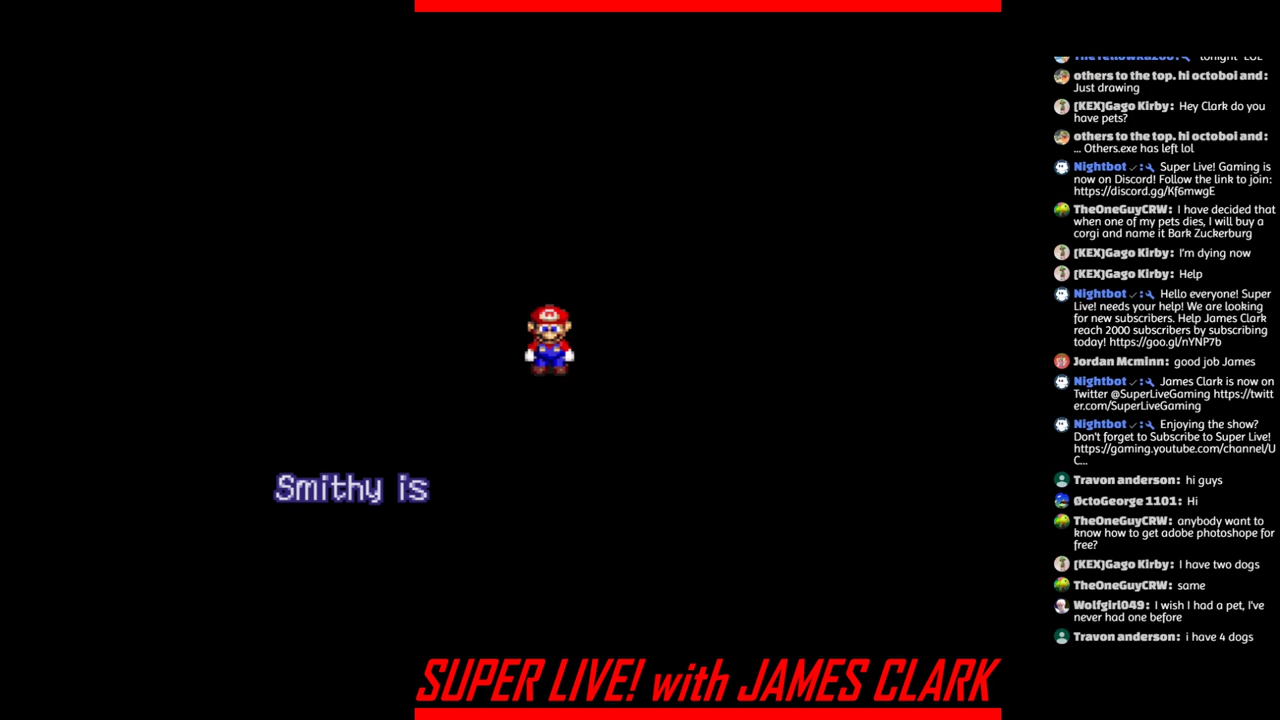 Smithy is
SUPER LIVE! with JAMES CLARK
tonight LOL
others to the top. hi octoboi and:
Just drawing
[KEX]Gago Kirby: Hey Clark do you
have pets?
others to the top. hi octoboi and:
... Others.exe has left lol
Nightbot ✓: Super Live! Gaming is
now on Discord! Follow the link to join:
https://discord.gg/Kf6mwgE
TheOneGuyCRW: I have decided that
when one of my pets dies, I will buy a
corgi and name it Bark Zuckerburg
[KEX]Gago Kirby: I'm dying now
[KEX]Gago Kirby: Help
Nightbot ✓: Hello everyone! Super
Live! needs your help! We are looking
for new subscribers. Help James Clark
reach 2000 subscribers by subscribing
today! https://goo.gl/nYNP7b
Jordan Mcminn: good job James
Nightbot ✓: James Clark is now on
Twitter @SuperLiveGaming https://twitt
er.com/SuperLiveGaming
Nightbot ✓: Enjoying the show?
Don't forget to Subscribe to Super Live!
https://gaming.youtube.com/channel/U
C...
Travon anderson: hi guys
ØctoGeorge 1101: Hi
TheOneGuyCRW: anybody want to
know how to get adobe photoshope for
free?
[KEX]Gago Kirby: I have two dogs
TheOneGuyCRW: same
Wolfgirl049: I wish I had a pet, I've
never had one before
Travon anderson: i have 4 dogs